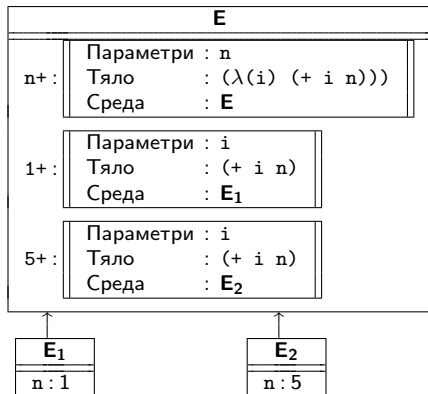 E
n+ :
Параметри : n
Тяло : (λ(i) (+ i n)))
Среда : E
1+ :
Параметри : i
Тяло : (+ i n)
Среда : E₁
5+ :
Параметри : i
Тяло : (+ i n)
Среда : E₂
E₁
n : 1
E₂
n : 5